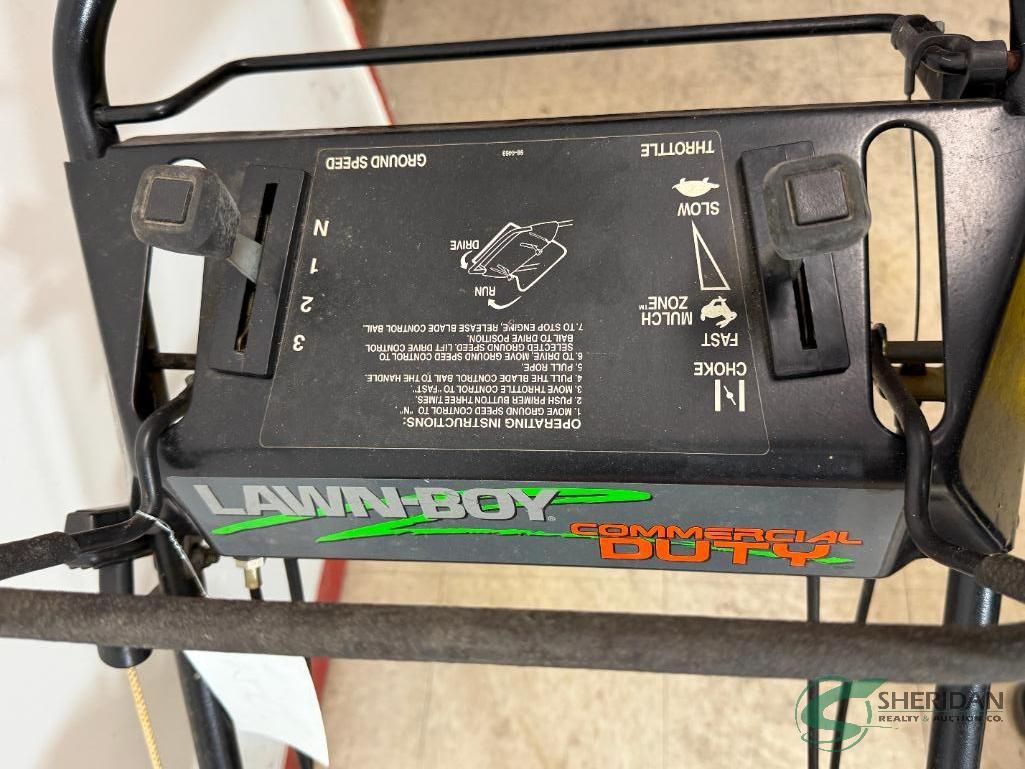 GROUND SPEED
98-4493
THROTTLE
N
1
2
3
DRIVE
RUN
SLOW
MULCH
ZONE™
FAST
CHOKE
OPERATING INSTRUCTIONS:
1. MOVE GROUND SPEED CONTROL TO "N".
2. PUSH PRIMER BUTTON THREE TIMES.
3. MOVE THROTTLE CONTROL TO "FAST".
4. PULL THE BLADE CONTROL BAIL TO THE HANDLE.
5. PULL ROPE.
6. TO DRIVE MOVE GROUND SPEED CONTROL TO
SELECTED GROUND SPEED. LIFT DRIVE CONTROL
BAIL TO DRIVE POSITION.
7. TO STOP ENGINE, RELEASE BLADE CONTROL BAIL.
LAWN-BOY®
COMMERCIAL
DUTY
SHERIDAN
REALTY & AUCTION CO.